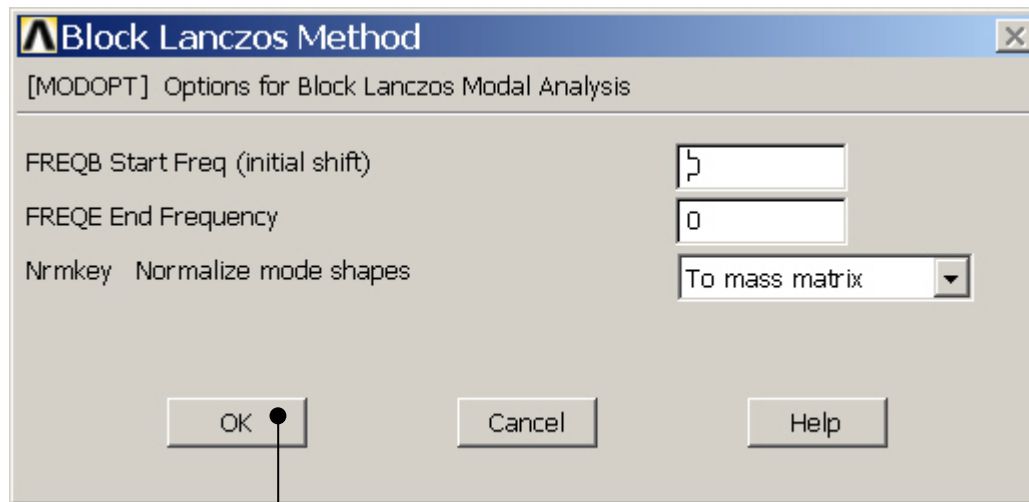 Block Lanczos Method
[MODOPT] Options for Block Lanczos Modal Analysis
FREQB Start Freq (initial shift)
FREQE End Frequency 0
Nrmkey Normalize mode shapes To mass matrix
OK Cancel Help